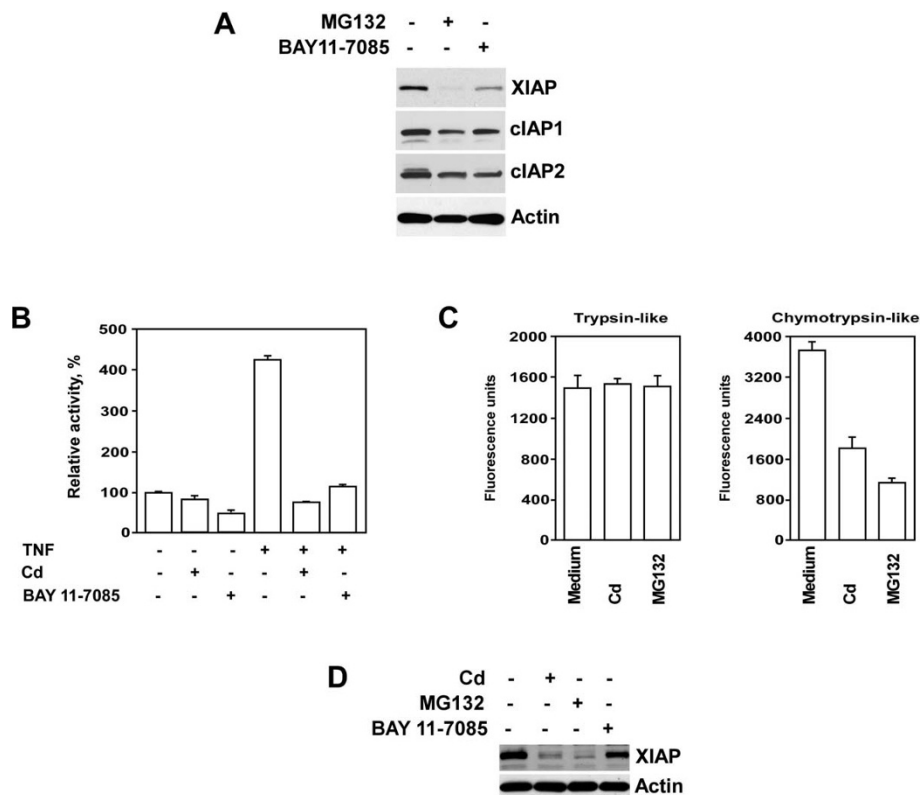 A
MG132 - + -
BAY11-7085 - - +
XIAP
cIAP1
cIAP2
Actin
B
Relative activity, %
500
400
300
200
100
0
TNF - - - + + +
Cd - + - - + -
BAY 11-7085 - - + - - +
C
Trypsin-like
Fluorescence units
2000
1600
1200
800
400
0
Medium
Cd
MG132
Chymotrypsin-like
Fluorescence units
4000
3200
2400
1600
800
0
Medium
Cd
MG132
D
Cd - + - -
MG132 - - + -
BAY 11-7085 - - - +
XIAP
Actin